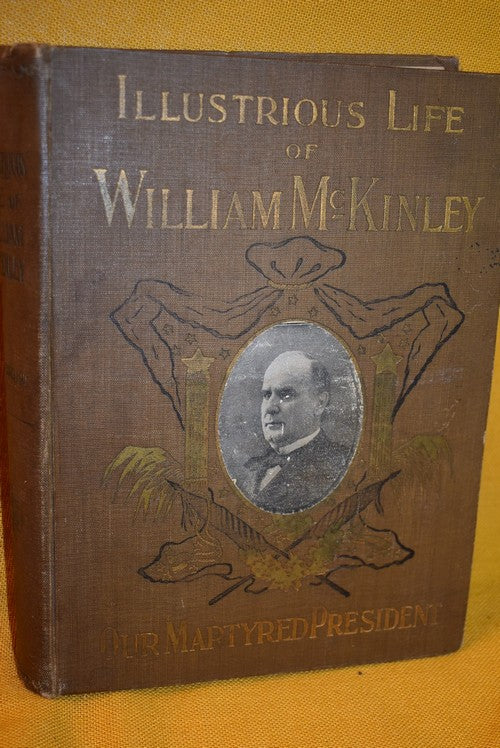 ILLUSTRIOUS LIFE
OF
WILLIAM McKINLEY
OUR MARTYRED PRESIDENT